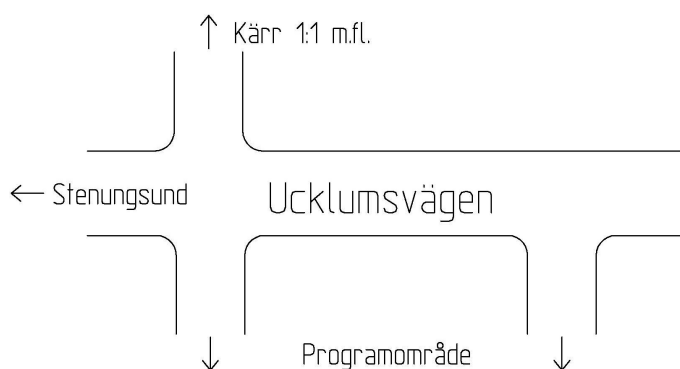 Kärr 1:1 m.fl.
Stenungsund
Ucklumsvägen
Programområde